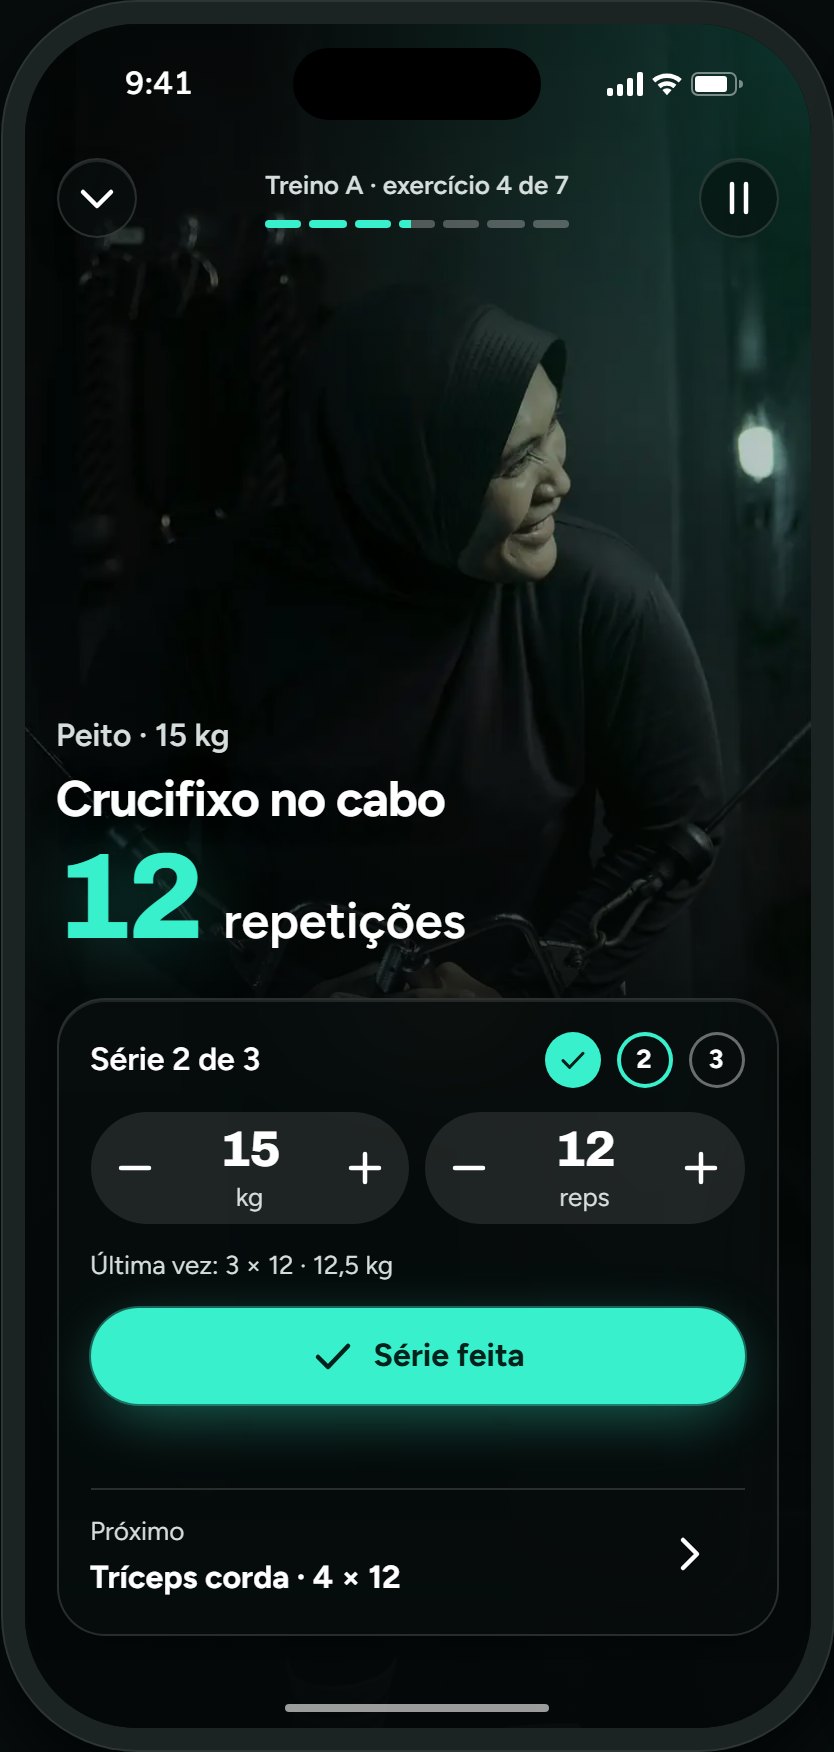 9:41
Treino A · exercício 4 de 7
Peito · 15 kg
Crucifixo no cabo
12 repetições
Série 2 de 3
2 3
15
kg
12
reps
Última vez: 3 × 12 · 12,5 kg
Série feita
Próximo
Tríceps corda · 4 × 12